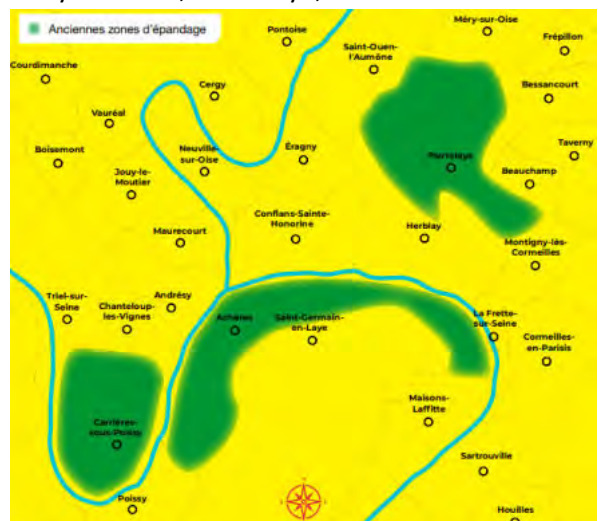 Anciennes zones d'épandage
Pontoise
Méry-sur-Oise
Frépillon
Saint-Ouen-
l'Aumône
Courdimanche
Cergy
Bessancourt
Vauréal
Boisemont
Neuville-
sur-Oise
Éragny
Taverny
Pierrelaye
Jouy-le-
Moutier
Beauchamp
Conflans-Sainte-
Honorine
Maurecourt
Herblay
Montigny-lès-
Cormeilles
Triel-sur-
Seine
Chanteloup-
les-Vignes
Andrésy
Achères
Saint-Germain-
en-Laye
La Frette-
sur-Seine
Cormeilles-
en-Parisis
Carrières-
sous-Poissy
Maisons-
Laffitte
Sartrouville
Poissy
Houilles